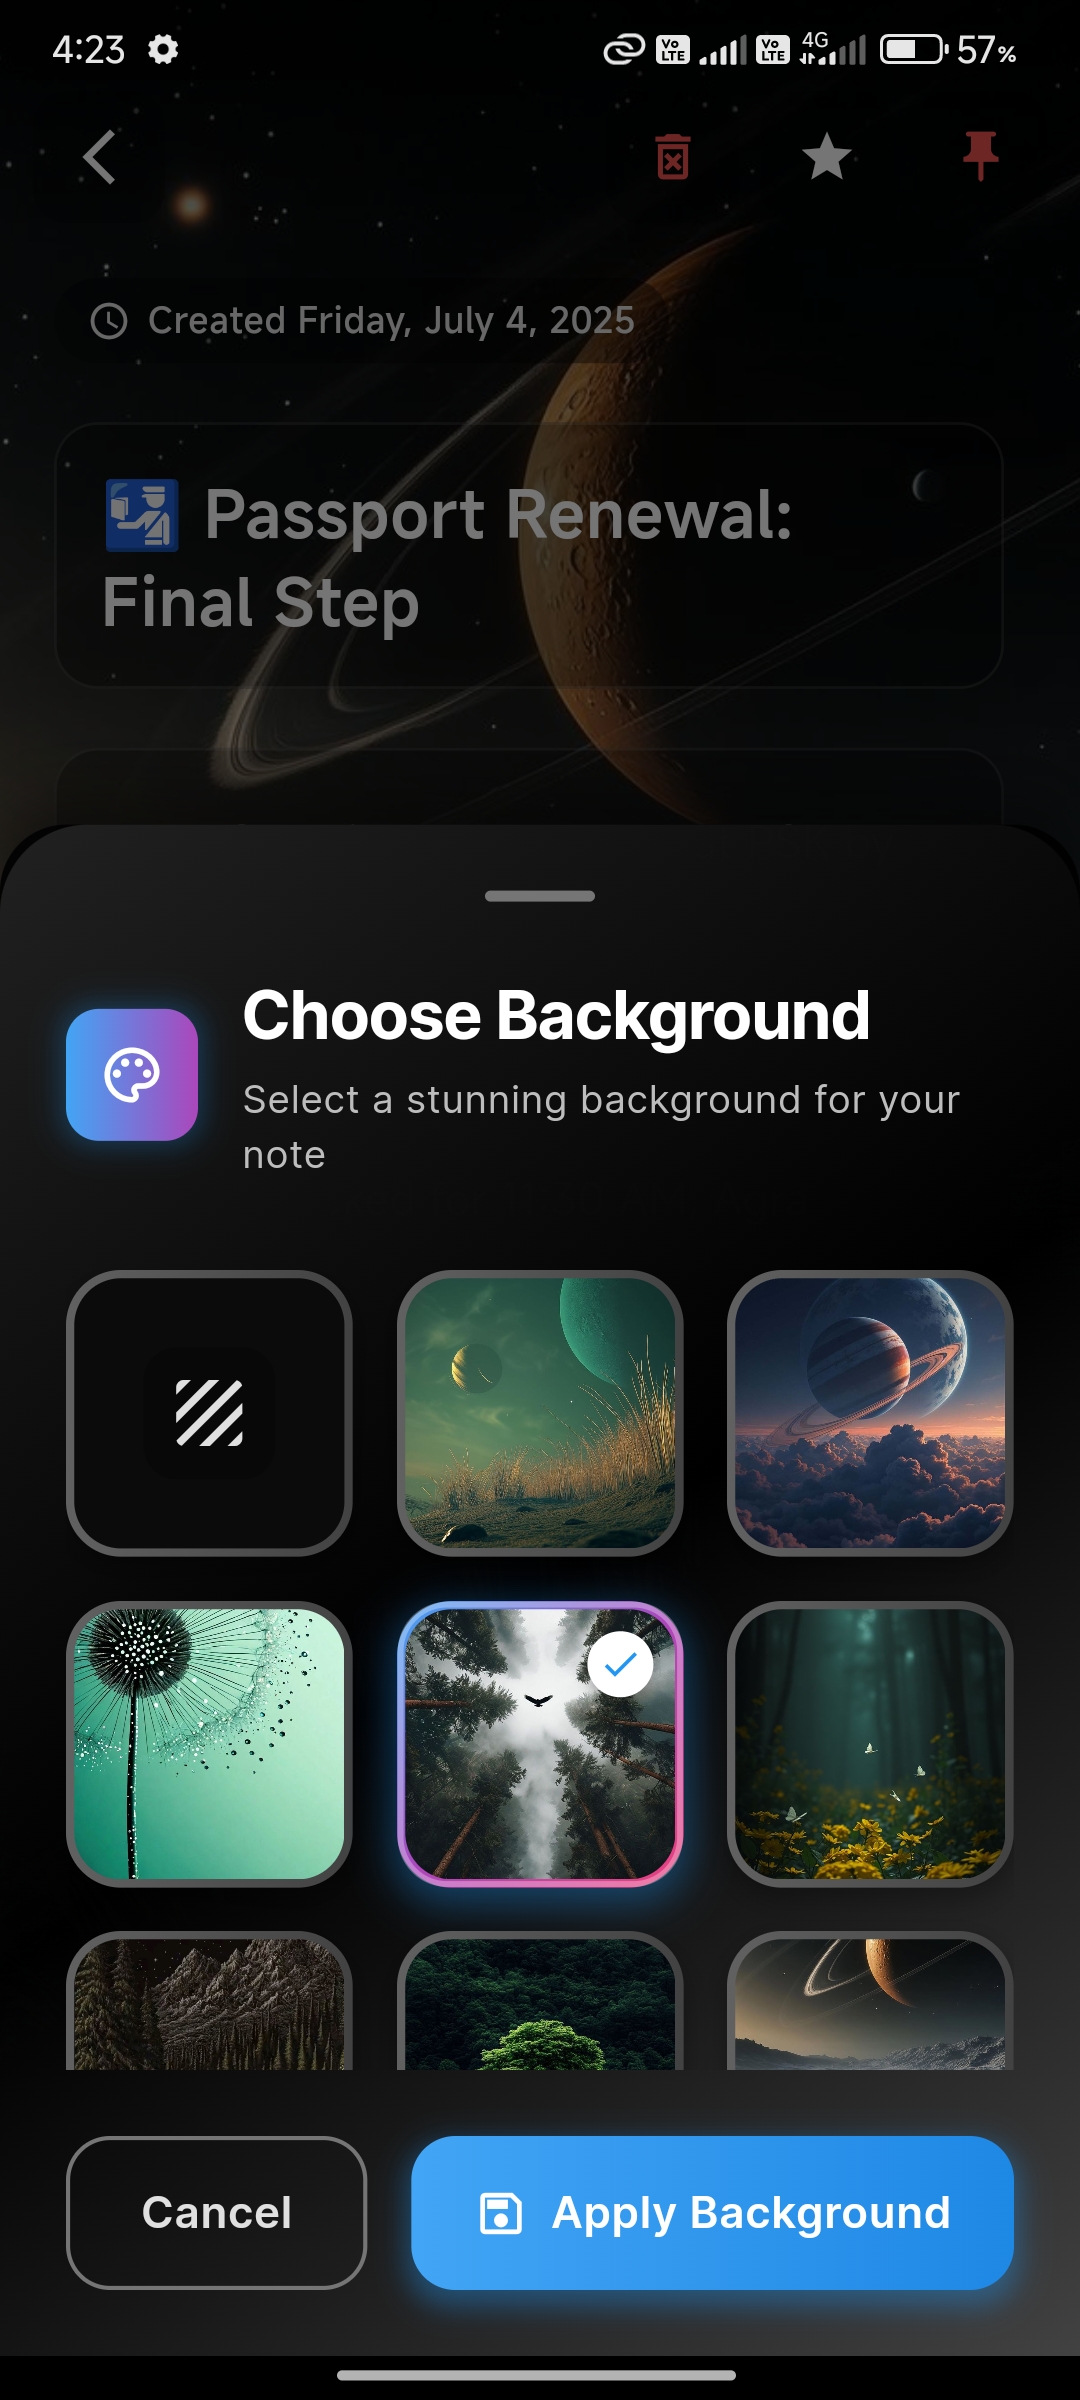 4:23
Vo LTE Vo LTE 4G 57%
Created Friday, July 4, 2025
🛂 Passport Renewal:
Final Step
Choose Background
Select a stunning background for your
note
Cancel
Apply Background